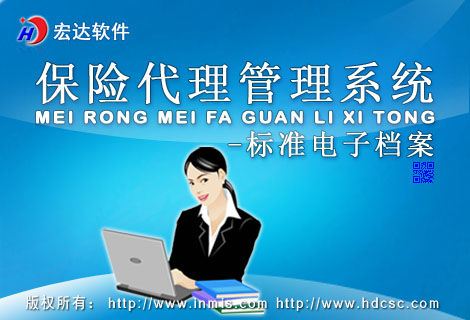 宏达软件
保险代理管理系统
MEI RONG MEI FA GUAN LI XI TONG
-标准电子档案
版权所有： http://www.inmis.com http://www.hdcsc.com